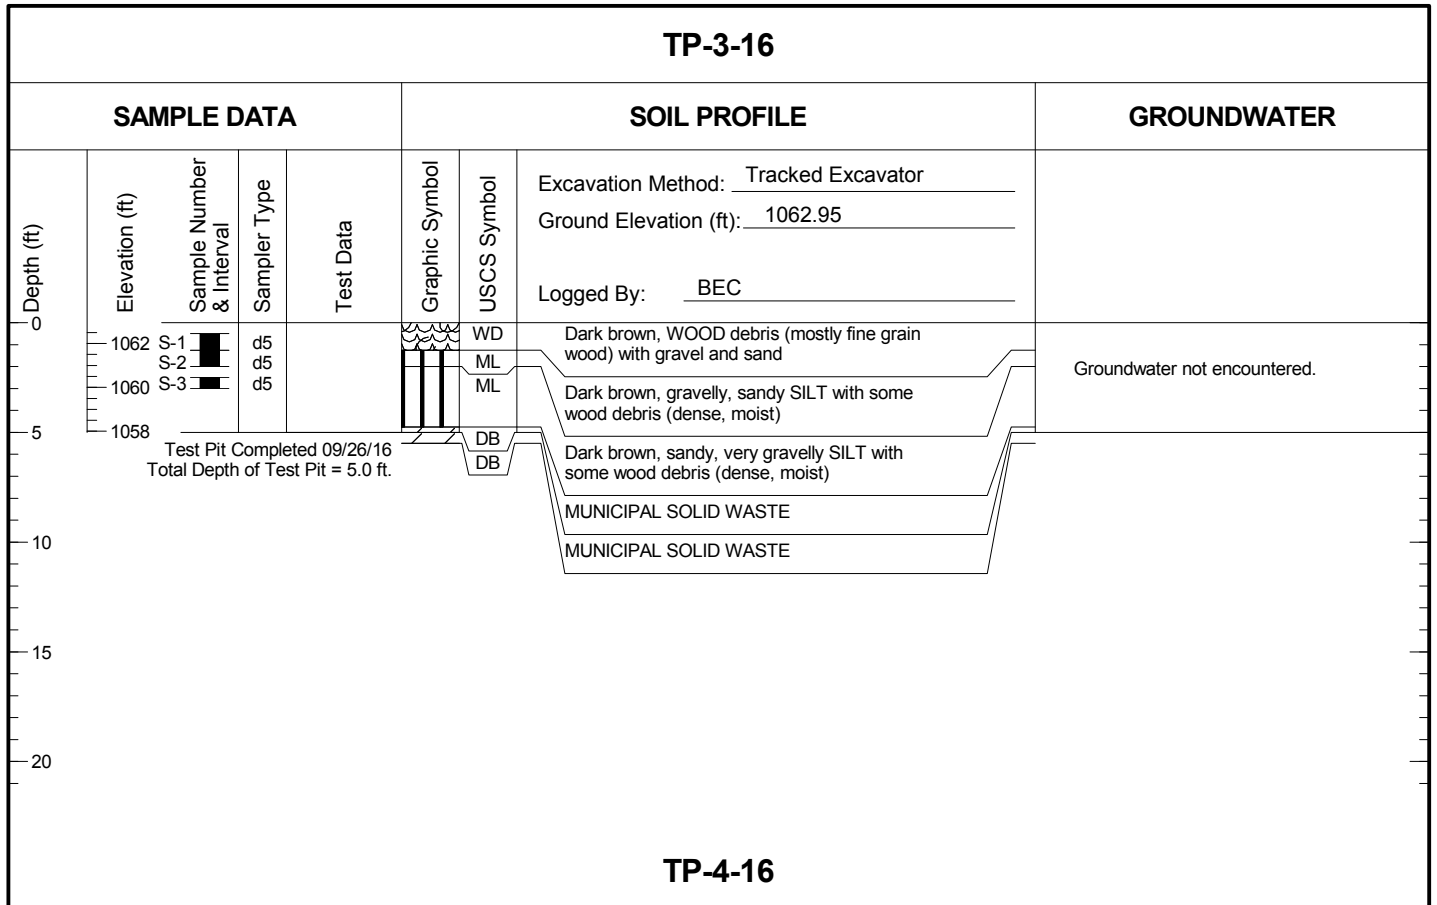 TP-3-16
SAMPLE DATA
SOIL PROFILE
GROUNDWATER
Depth (ft)
Elevation (ft)
Sample Number
& Interval
Sampler Type
Test Data
Graphic Symbol
USCS Symbol
Excavation Method: Tracked Excavator
Ground Elevation (ft): 1062.95
Logged By: BEC
0
5
10
15
20
1062
1060
1058
S-1
S-2
S-3
d5
d5
d5
WD
ML
ML
DB
DB
Dark brown, WOOD debris (mostly fine grain
wood) with gravel and sand
Dark brown, gravelly, sandy SILT with some
wood debris (dense, moist)
Dark brown, sandy, very gravelly SILT with
some wood debris (dense, moist)
MUNICIPAL SOLID WASTE
MUNICIPAL SOLID WASTE
Groundwater not encountered.
Test Pit Completed 09/26/16
Total Depth of Test Pit = 5.0 ft.
TP-4-16